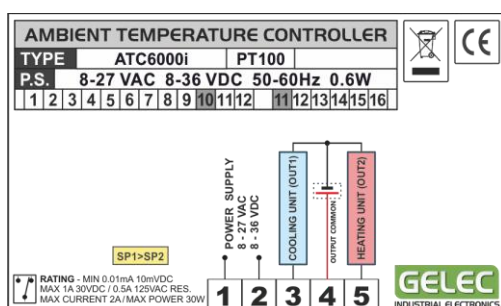 AMBIENT TEMPERATURE CONTROLLER
TYPE ATC6000i PT100
P.S. 8-27 VAC 8-36 VDC 50-60Hz 0.6W
1 2 3 4 5 6 7 8 9 10 11 12 11 12 13 14 15 16
CE
POWER SUPPLY
8 - 27 VAC
8 - 36 VDC
COOLING UNIT (OUT1)
OUTPUT COMMON
HEATING UNIT (OUT2)
SP1>SP2
RATING - MIN 0.01mA 10mVDC
MAX 1A 30VDC / 0.5A 125VAC RES.
MAX CURRENT 2A / MAX POWER 30W
1 2 3 4 5
GELEC
INDUSTRIAL ELECTRONICS